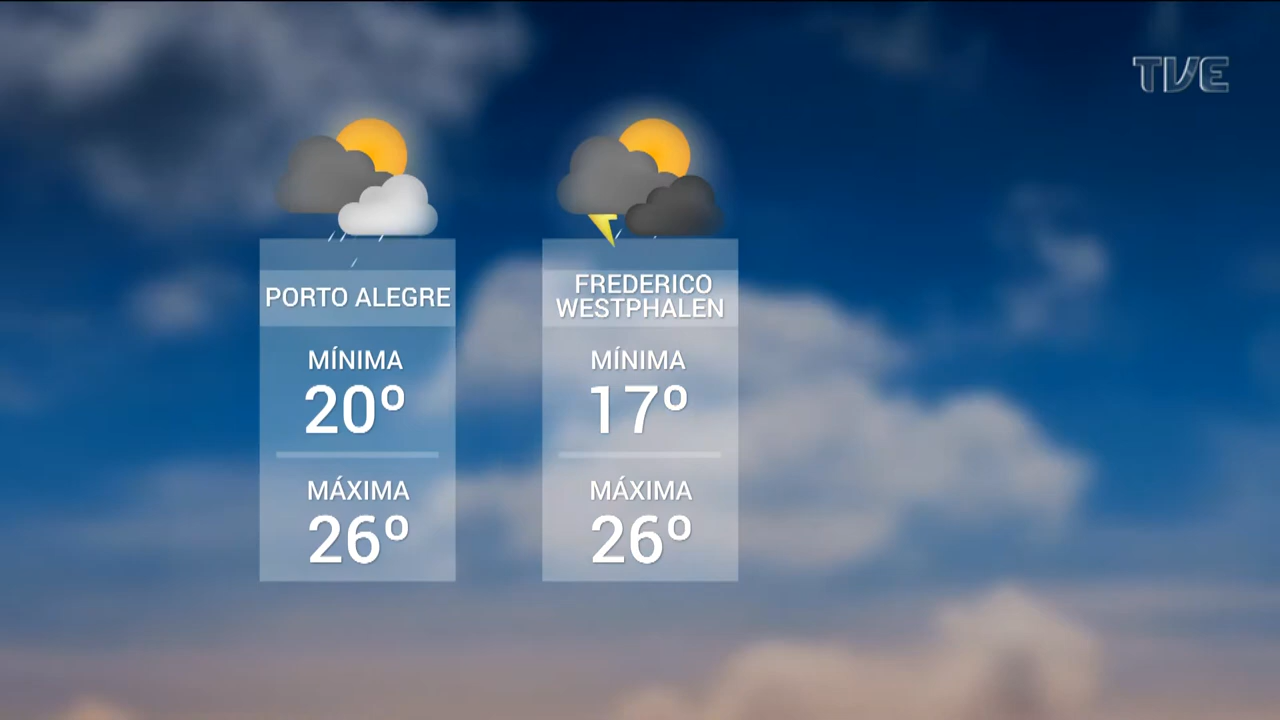 TVE
PORTO ALEGRE
MÍNIMA
20º
MÁXIMA
26º
FREDERICO
WESTPHALEN
MÍNIMA
17º
MÁXIMA
26º